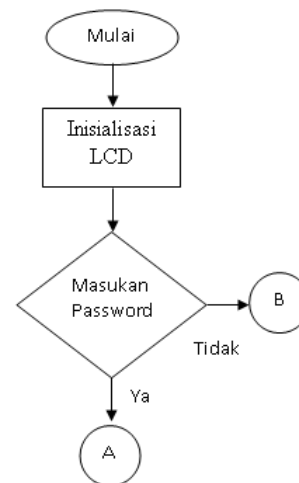 Mulai
Inisialisasi
LCD
Masukan
Password
B
Tidak
Ya
A